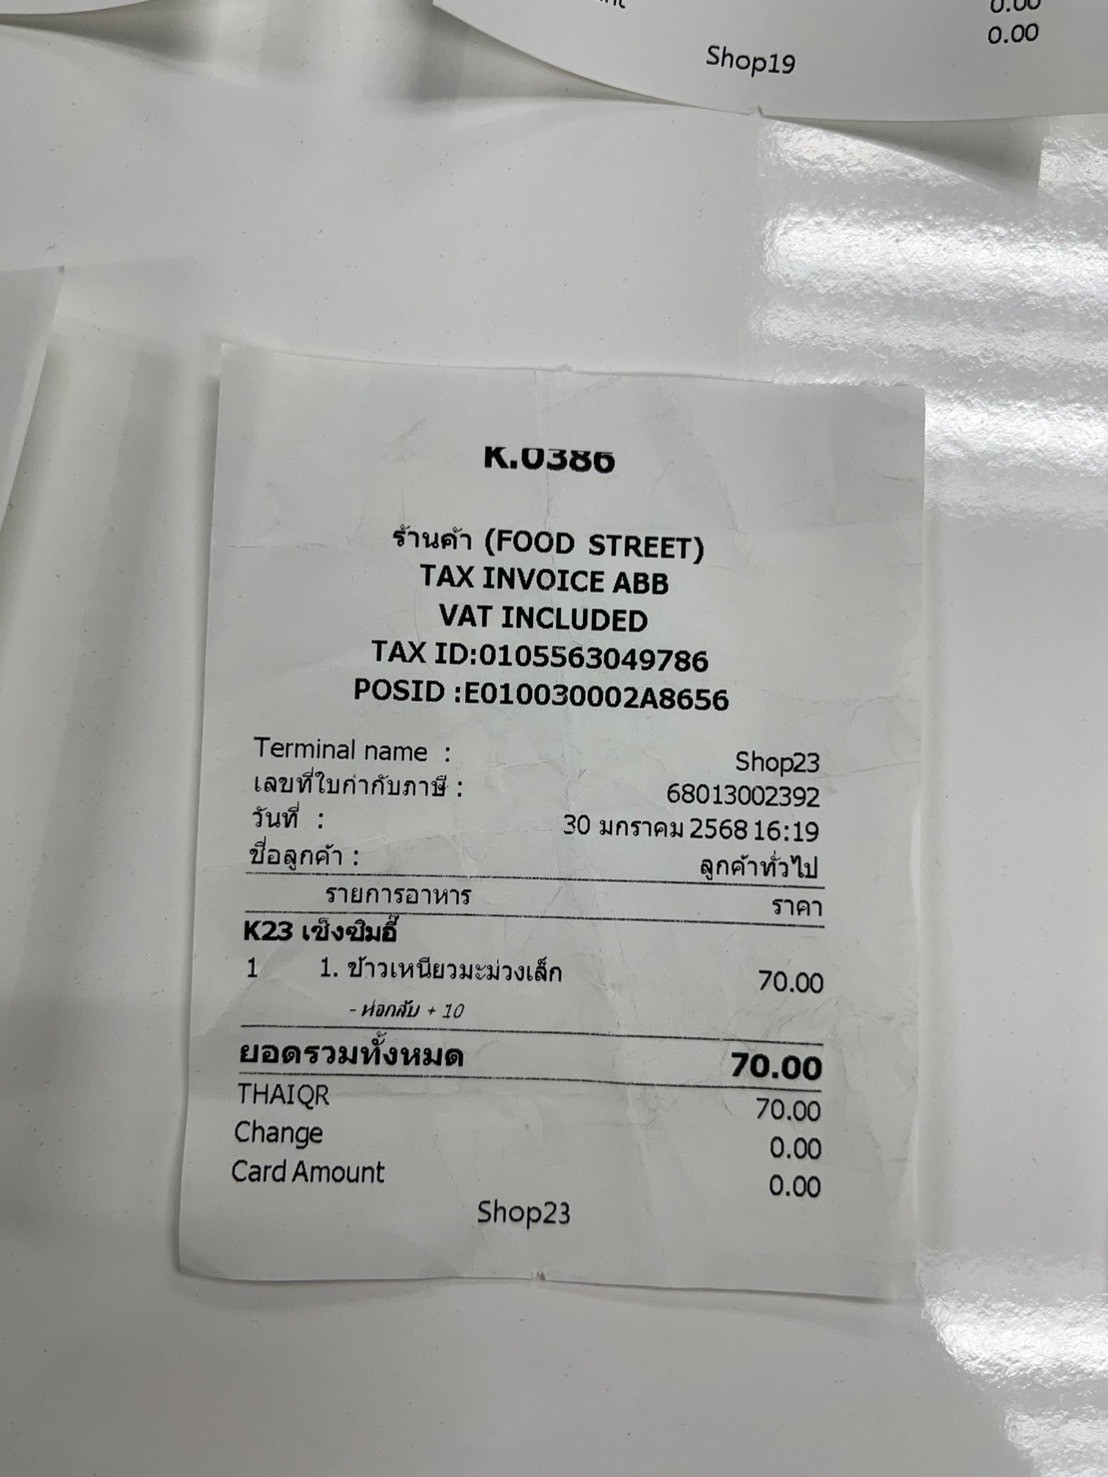 0.00
0.00
Shop19
K.0386
ร้านค้า (FOOD STREET)
TAX INVOICE ABB
VAT INCLUDED
TAX ID:0105563049786
POSID :E010030002A8656
Terminal name : Shop23
เลขที่ใบกำกับภาษี : 68013002392
วันที่ : 30 มกราคม 2568 16:19
ชื่อลูกค้า : ลูกค้าทั่วไป
รายการอาหาร ราคา
K23 เซ็งซิมอี๊
1 1. ข้าวเหนียวมะม่วงเล็ก 70.00
- ห่อกลับ + 10
ยอดรวมทั้งหมด 70.00
THAIQR 70.00
Change 0.00
Card Amount 0.00
Shop23